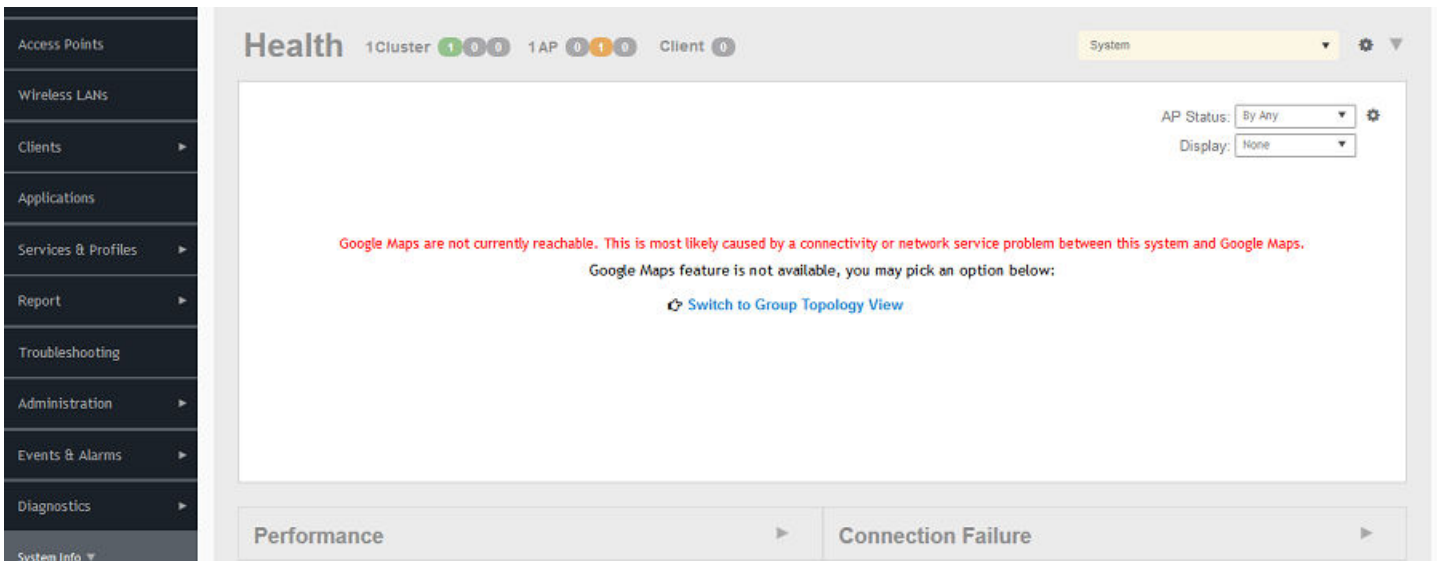 Access Points
Wireless LANs
Clients
Applications
Services & Profiles
Report
Troubleshooting
Administration
Events & Alarms
Diagnostics
System Info
Health 1Cluster 1 0 0 1 AP 0 1 0 Client 0
System
AP Status: By Any
Display: None
Google Maps are not currently reachable. This is most likely caused by a connectivity or network service problem between this system and Google Maps.
Google Maps feature is not available, you may pick an option below:
Switch to Group Topology View
Performance
Connection Failure